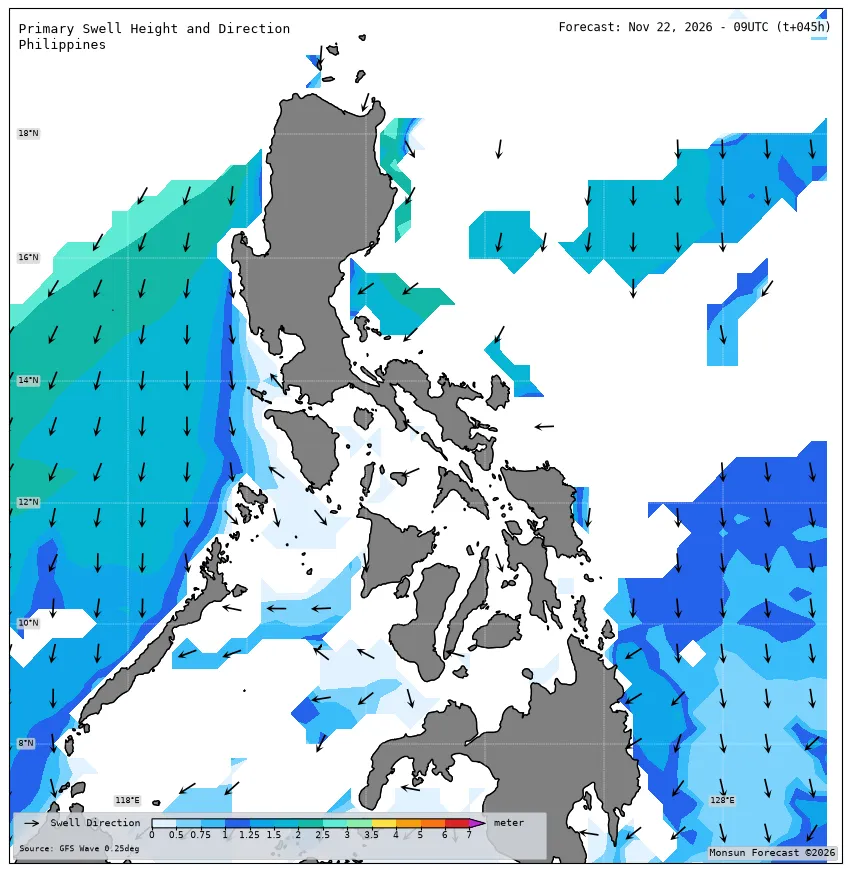 Primary Swell Height and Direction
Philippines
Forecast: Nov 22, 2026 - 09UTC (t+045h)
18°N
16°N
14°N
12°N
10°N
8°N
118°E
128°E
Swell Direction
0 0.5 0.75 1 1.25 1.5 2 2.5 3 3.5 4 5 6 7
meter
Source: GFS Wave 0.25deg
Monsun Forecast ©2026